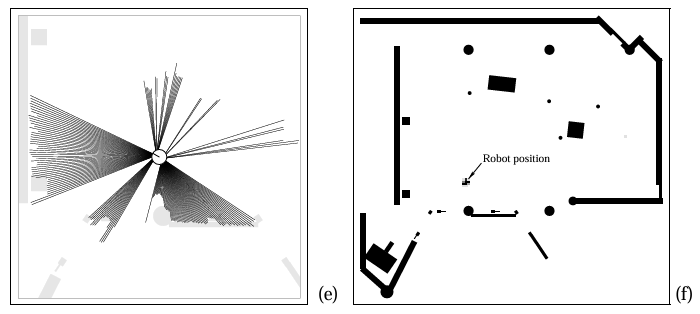 Robot position
(e)
(f)